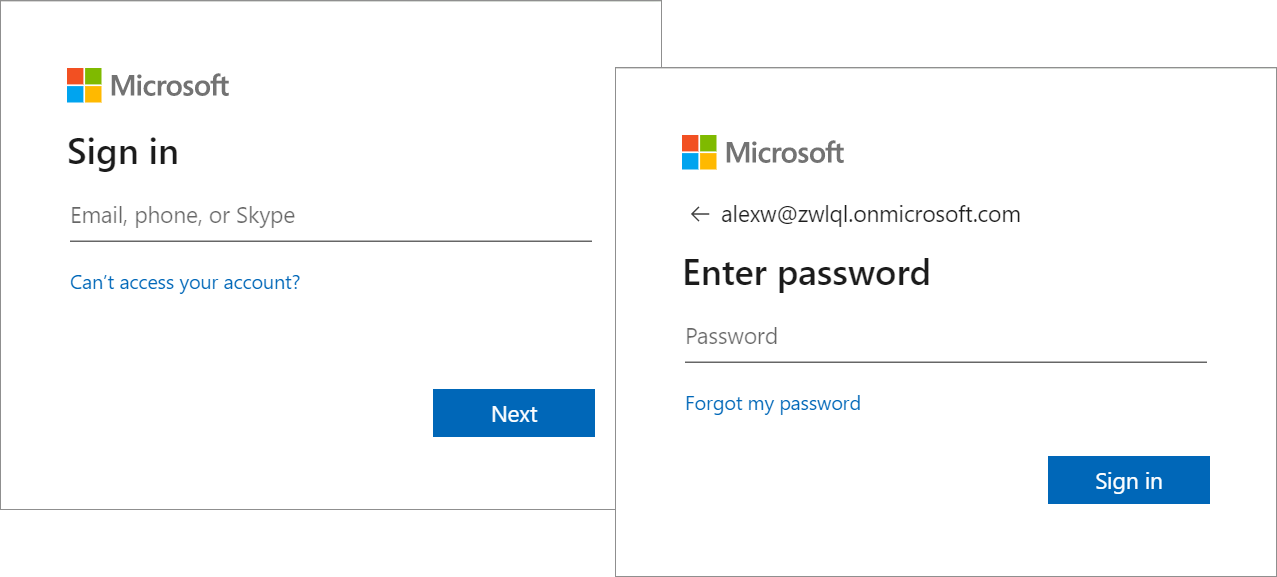 Microsoft
Sign in
Email, phone, or Skype
Can’t access your account?
Next
Microsoft
← alexw@zwlql.onmicrosoft.com
Enter password
Password
Forgot my password
Sign in